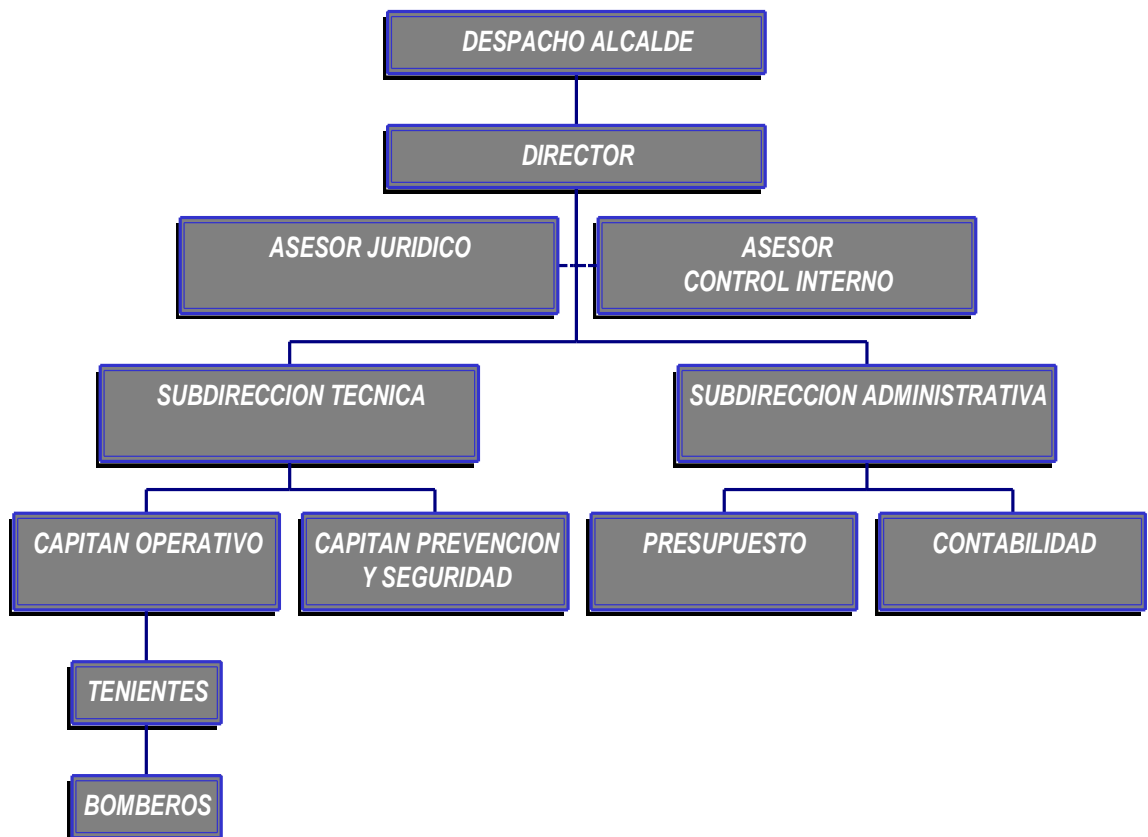 DESPACHO ALCALDE
DIRECTOR
ASESOR JURIDICO
ASESOR
CONTROL INTERNO
SUBDIRECCION TECNICA
SUBDIRECCION ADMINISTRATIVA
CAPITAN OPERATIVO
CAPITAN PREVENCION
Y SEGURIDAD
PRESUPUESTO
CONTABILIDAD
TENIENTES
BOMBEROS